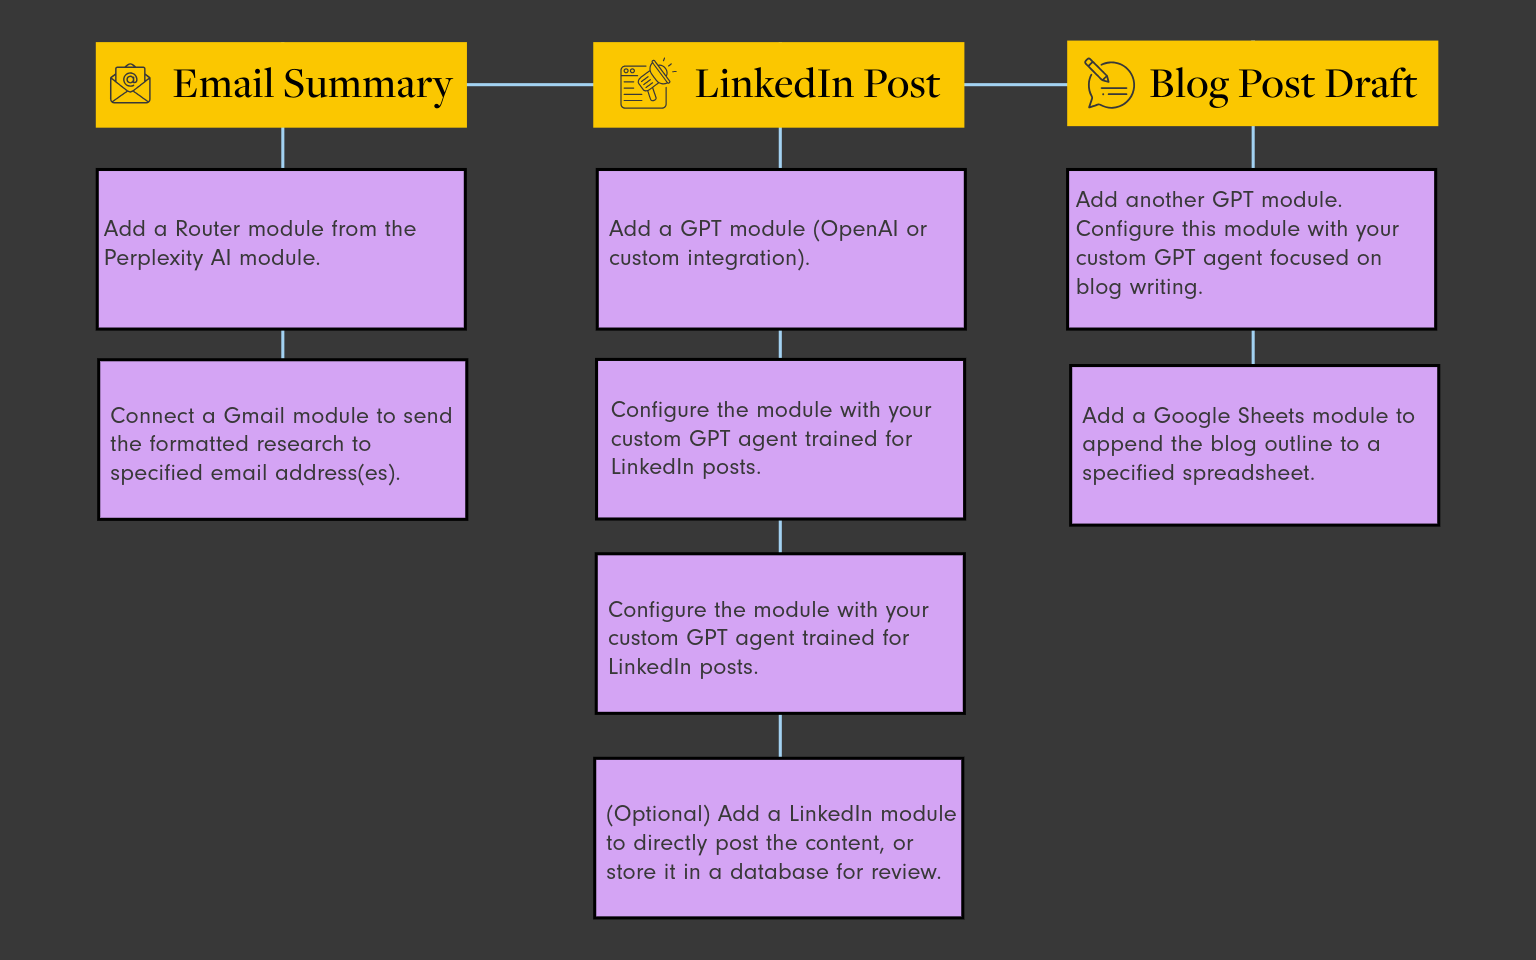 Email Summary
Add a Router module from the
Perplexity AI module.
Connect a Gmail module to send
the formatted research to
specified email address(es).
LinkedIn Post
Add a GPT module (OpenAI or
custom integration).
Configure the module with your
custom GPT agent trained for
LinkedIn posts.
Configure the module with your
custom GPT agent trained for
LinkedIn posts.
(Optional) Add a LinkedIn module
to directly post the content, or
store it in a database for review.
Blog Post Draft
Add another GPT module.
Configure this module with your
custom GPT agent focused on
blog writing.
Add a Google Sheets module to
append the blog outline to a
specified spreadsheet.